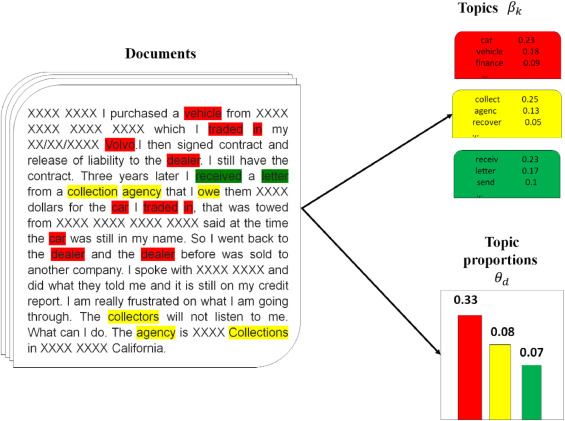 Documents
XXXX XXXX I purchased a vehicle from XXXX
XXXX XXXX XXXX which I traded in my
XX/XX/XXXX Volvo.I then signed contract and
release of liability to the dealer. I still have the
contract. Three years later I received a letter
from a collection agency that I owe them XXXX
dollars for the car I traded in, that was towed
from XXXX XXXX XXXX XXXX said at the time
the car was still in my name. So I went back to
the dealer and the dealer before was sold to
another company. I spoke with XXXX XXXX and
did what they told me and it is still on my credit
report. I am really frustrated on what I am going
through. The collectors will not listen to me.
What can I do. The agency is XXXX Collections
in XXXX XXXX California.
Topics βk
car 0.23
vehicle 0.18
finance 0.09
...
collect 0.25
agenc 0.13
recover 0.05
...
receiv 0.23
letter 0.17
send 0.1
...
Topic
proportions
θd
0.33
0.08
0.07